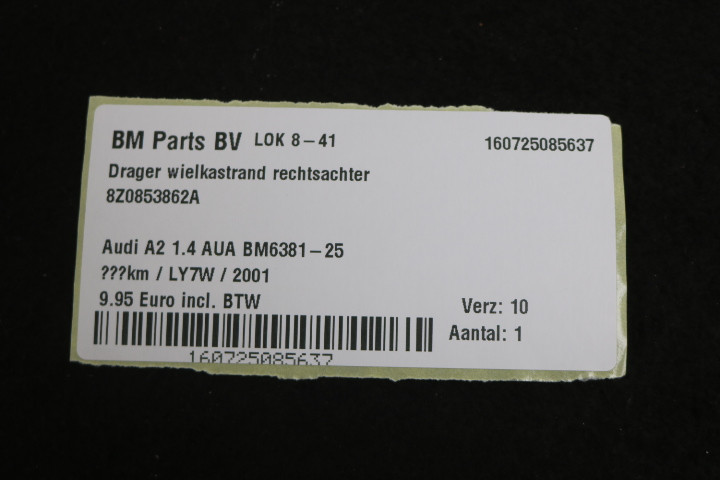 BM Parts BV LOK 8-41 160725085637
Drager wielkastrand rechtsachter
8Z0853862A
Audi A2 1.4 AUA BM6381-25
???km / LY7W / 2001
9.95 Euro incl. BTW Verz: 10
Aantal: 1
160725085637